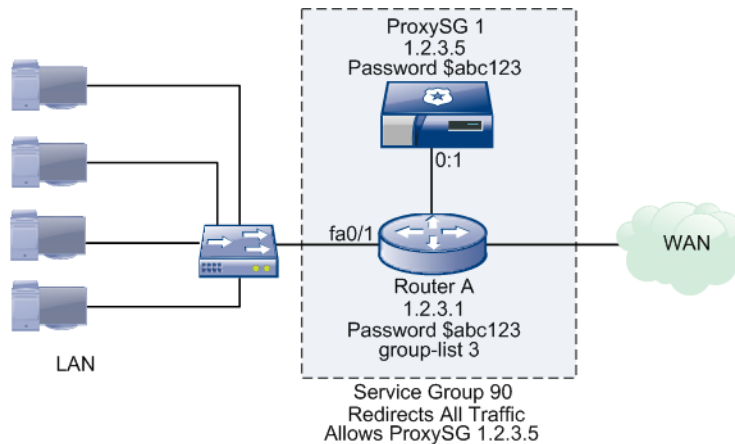 ProxySG 1
1.2.3.5
Password $abc123
0:1
fa0/1
WAN
Router A
1.2.3.1
Password $abc123
group-list 3
LAN
Service Group 90
Redirects All Traffic
Allows ProxySG 1.2.3.5